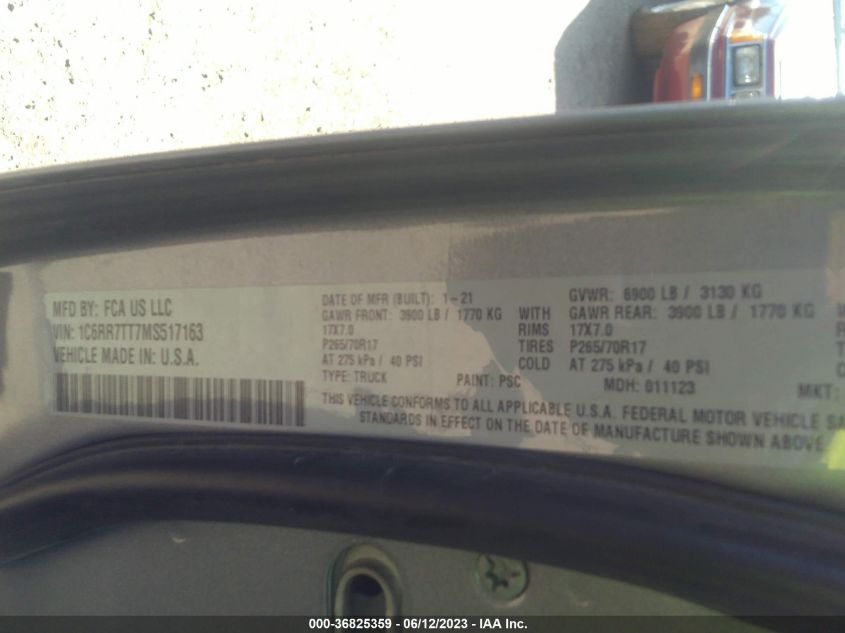 MFD BY: FCA US LLC
VIN: 1C6RR7TT7MS517163
VEHICLE MADE IN: U.S.A.
DATE OF MFR (BUILT): 1-21
GAWR FRONT: 3900 LB / 1770 KG WITH
17X7.0 RIMS
P265/70R17 TIRES
AT 275 kPa / 40 PSI COLD
TYPE: TRUCK PAINT: PSC
GVWR: 6900 LB / 3130 KG
GAWR REAR: 3900 LB / 1770 KG
17X7.0
P265/70R17
AT 275 kPa / 40 PSI
MDH: 011123 MKT:
THIS VEHICLE CONFORMS TO ALL APPLICABLE U.S.A. FEDERAL MOTOR VEHICLE SA
STANDARDS IN EFFECT ON THE DATE OF MANUFACTURE SHOWN ABOVE.
000-36825359 - 06/12/2023 - IAA Inc.